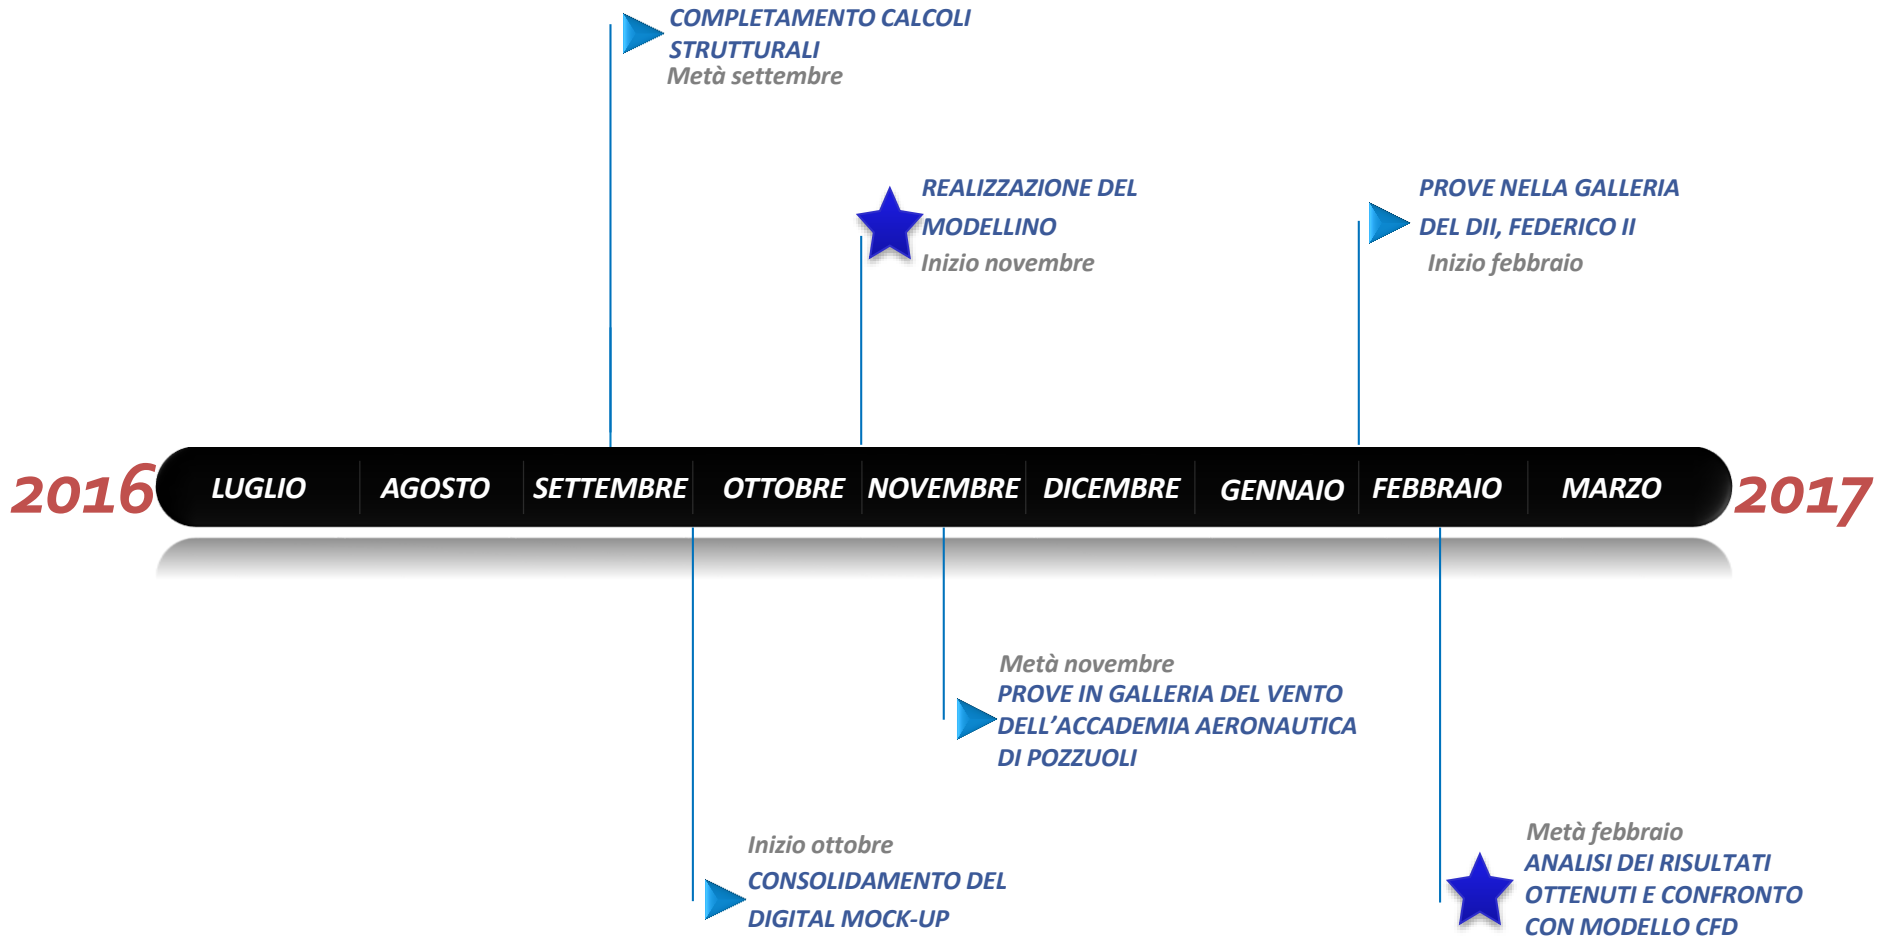 COMPLETAMENTO CALCOLI
STRUTTURALI
Metà settembre
REALIZZAZIONE DEL
MODELLINO
Inizio novembre
PROVE NELLA GALLERIA
DEL DII, FEDERICO II
Inizio febbraio
2016 LUGLIO AGOSTO SETTEMBRE OTTOBRE NOVEMBRE DICEMBRE GENNAIO FEBBRAIO MARZO 2017
Metà novembre
PROVE IN GALLERIA DEL VENTO
DELL’ACCADEMIA AERONAUTICA
DI POZZUOLI
Inizio ottobre
CONSOLIDAMENTO DEL
DIGITAL MOCK-UP
Metà febbraio
ANALISI DEI RISULTATI
OTTENUTI E CONFRONTO
CON MODELLO CFD